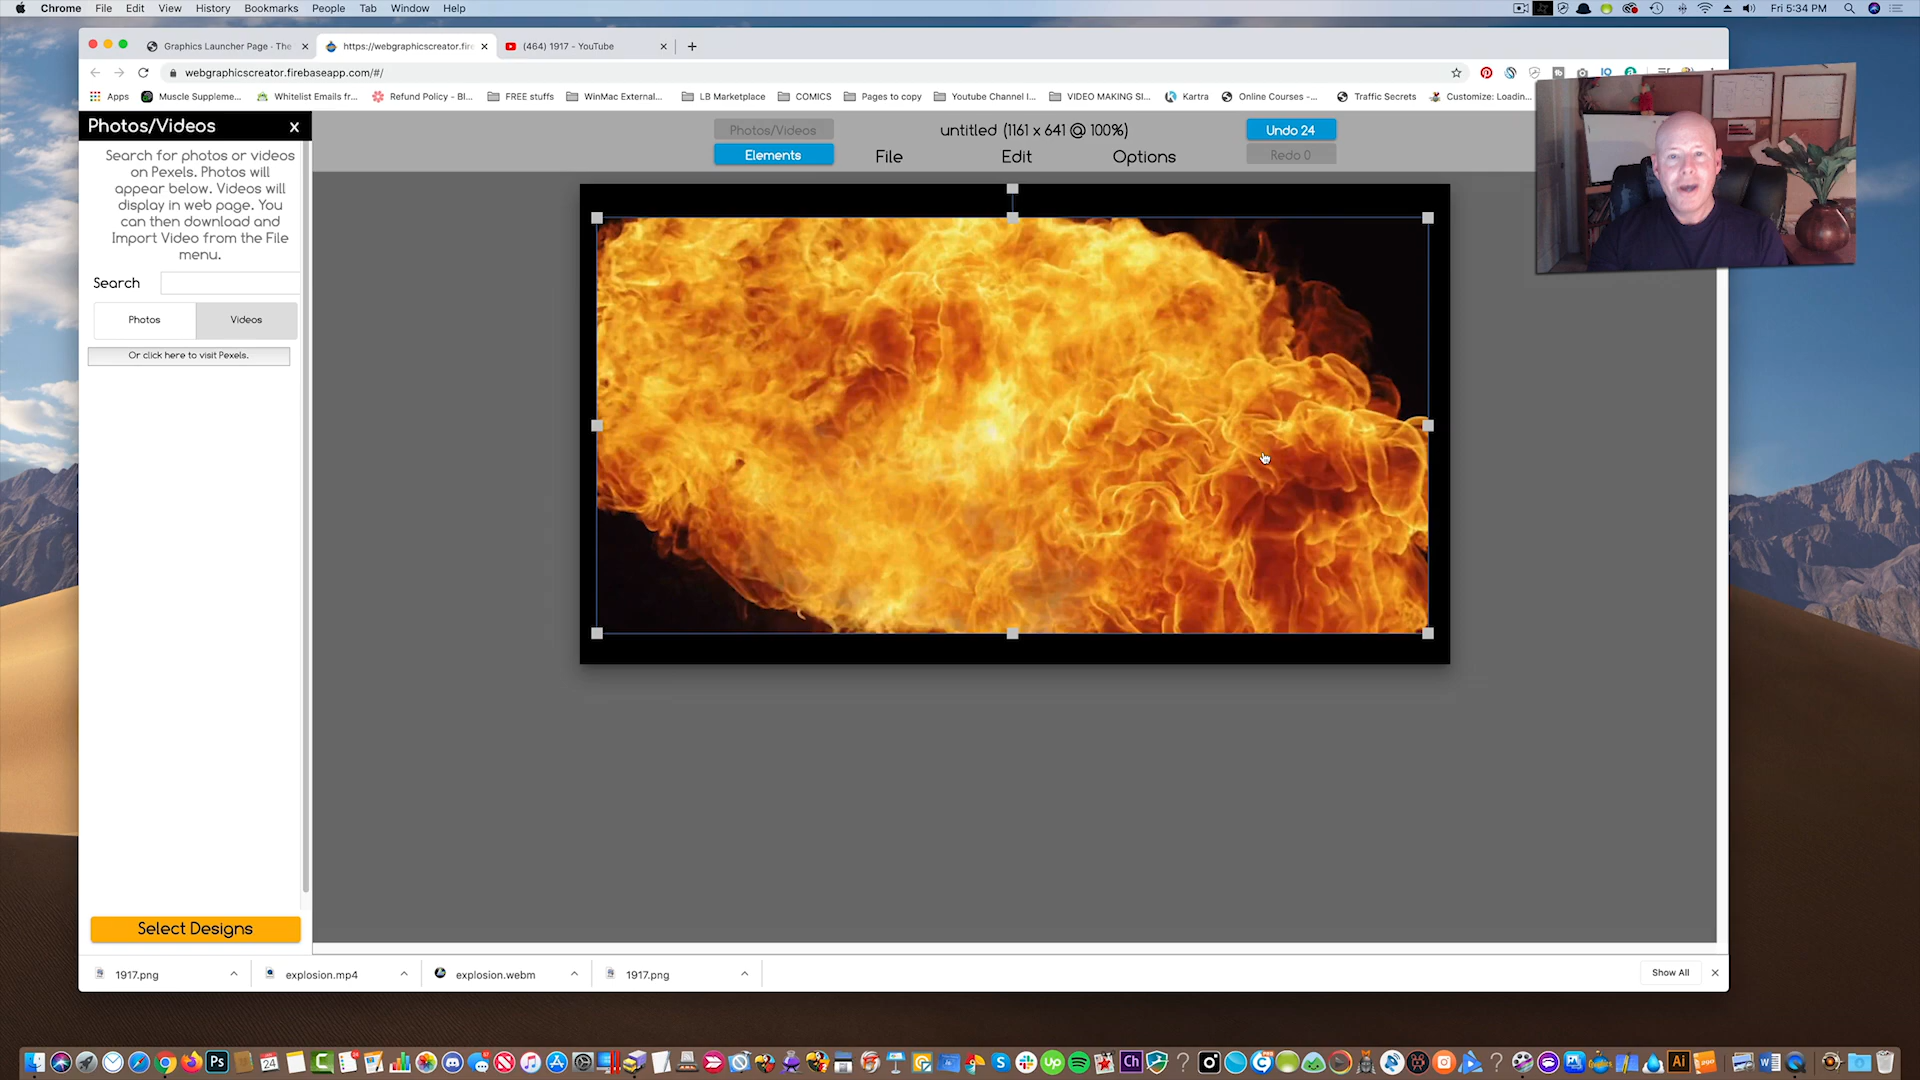 Chrome File Edit View History Bookmarks People Tab Window Help
Fri 5:34 PM
Graphics Launcher Page - The
https://webgraphicscreator.fire
(464) 1917 - YouTube
webgraphicscreator.firebaseapp.com/#/
Apps Muscle Suppleme... Whitelist Emails fr... Refund Policy - Bl... FREE stuffs WinMac External... LB Marketplace COMICS Pages to copy Youtube Channel I... VIDEO MAKING SI... Kartra Online Courses -... Traffic Secrets Customize: Loadin...
Photos/Videos X
Search for photos or videos
on Pexels. Photos will
appear below. Videos will
display in web page. You
can then download and
Import Video from the File
menu.
Search
Photos Videos
Or click here to visit Pexels.
Select Designs
Photos/Videos
Elements
untitled (1161 x 641 @ 100%)
File Edit Options
Undo 24
Redo 0
1917.png explosion.mp4 explosion.webm 1917.png
Show All